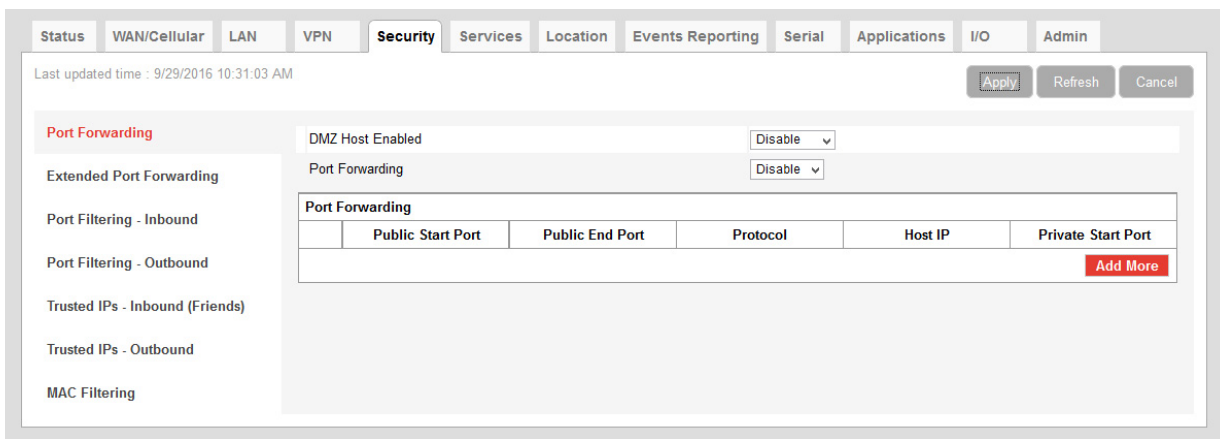 Status WAN/Cellular LAN VPN Security Services Location Events Reporting Serial Applications I/O Admin
Last updated time : 9/29/2016 10:31:03 AM
Apply Refresh Cancel
Port Forwarding
Extended Port Forwarding
Port Filtering - Inbound
Port Filtering - Outbound
Trusted IPs - Inbound (Friends)
Trusted IPs - Outbound
MAC Filtering
DMZ Host Enabled Disable
Port Forwarding Disable
Port Forwarding
Public Start Port Public End Port Protocol Host IP Private Start Port
Add More